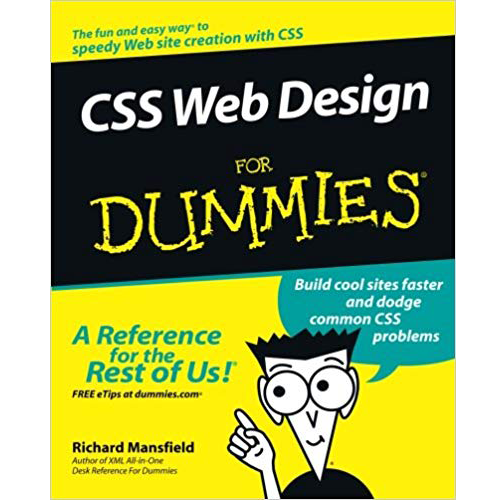 The fun and easy way® to
speedy Web site creation with CSS
CSS Web Design
FOR
DUMMIES®
Build cool sites faster
and dodge
common CSS
problems
A Reference
for the
Rest of Us!®
FREE eTips at dummies.com®
Richard Mansfield
Author of XML All-in-One
Desk Reference For Dummies